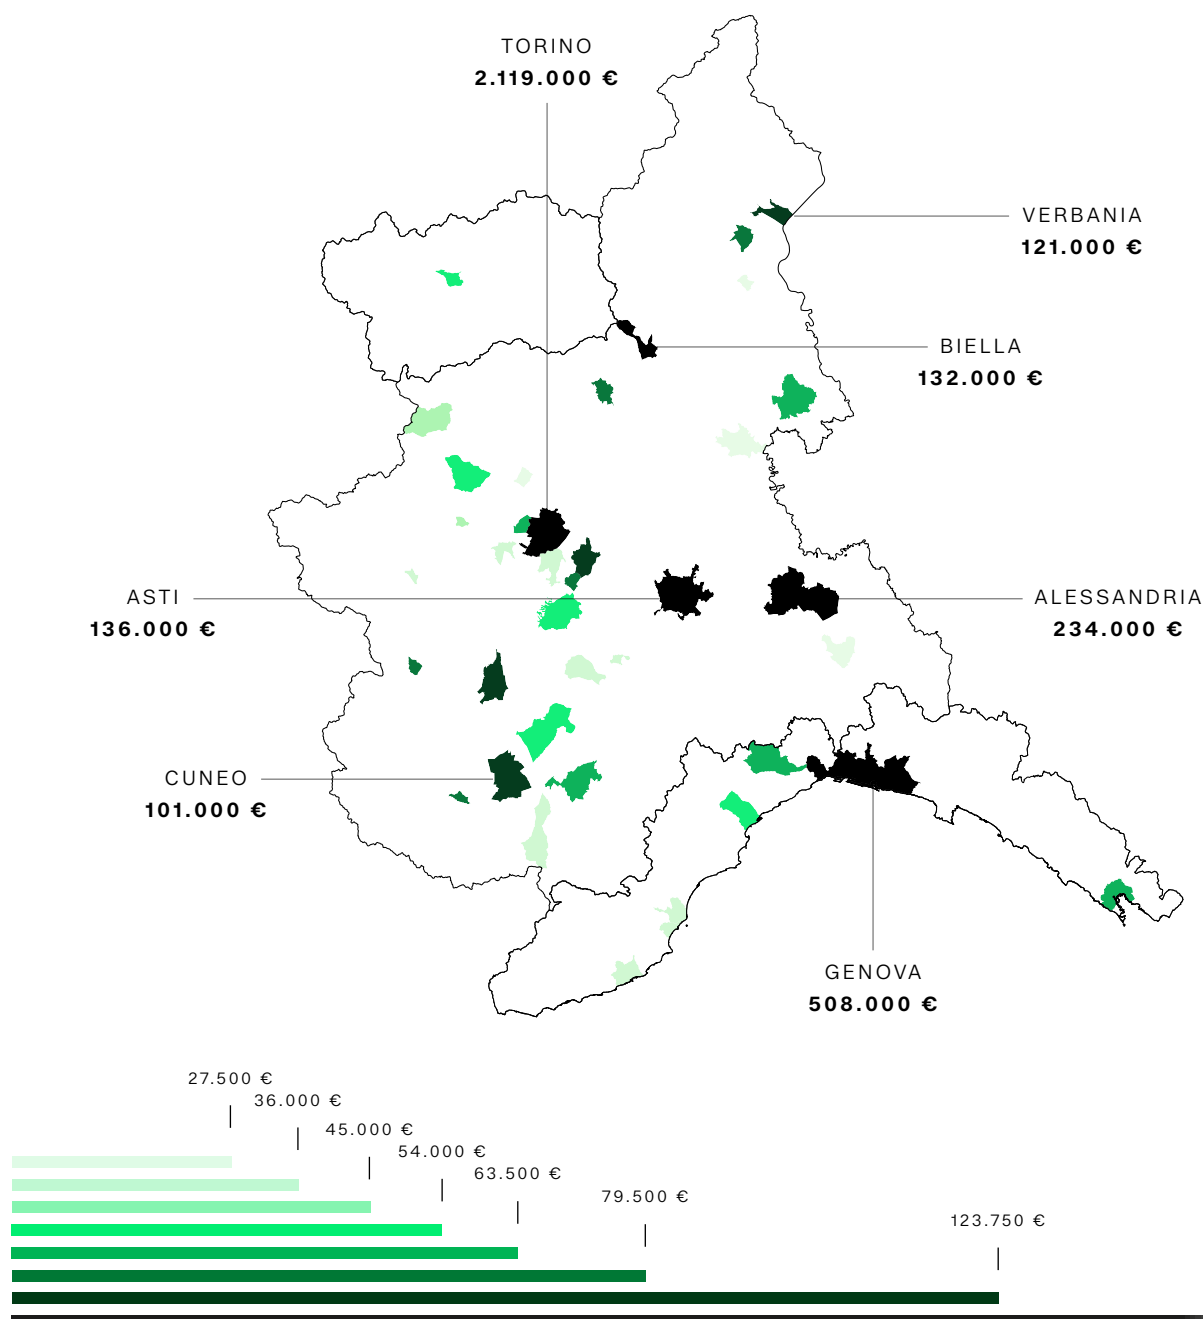 TORINO
2.119.000 €
VERBANIA
121.000 €
BIELLA
132.000 €
ASTI
136.000 €
ALESSANDRIA
234.000 €
CUNEO
101.000 €
GENOVA
508.000 €
27.500 €
36.000 €
45.000 €
54.000 €
63.500 €
79.500 €
123.750 €